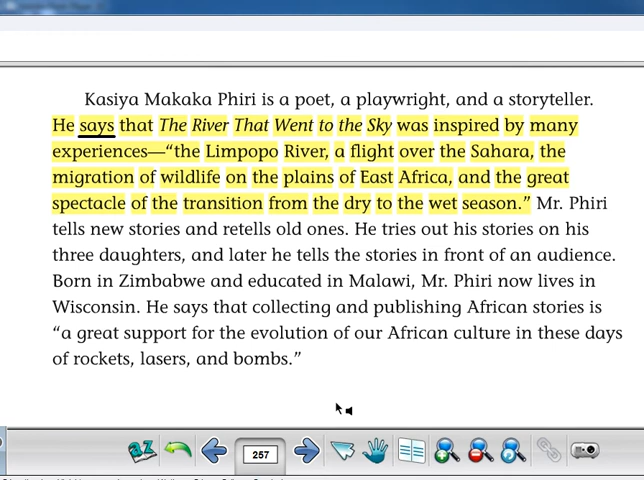 Kasiya Makaka Phiri is a poet, a playwright, and a storyteller.
He says that The River That Went to the Sky was inspired by many
experiences—“the Limpopo River, a flight over the Sahara, the
migration of wildlife on the plains of East Africa, and the great
spectacle of the transition from the dry to the wet season.” Mr. Phiri
tells new stories and retells old ones. He tries out his stories on his
three daughters, and later he tells the stories in front of an audience.
Born in Zimbabwe and educated in Malawi, Mr. Phiri now lives in
Wisconsin. He says that collecting and publishing African stories is
“a great support for the evolution of our African culture in these days
of rockets, lasers, and bombs.”
az
257